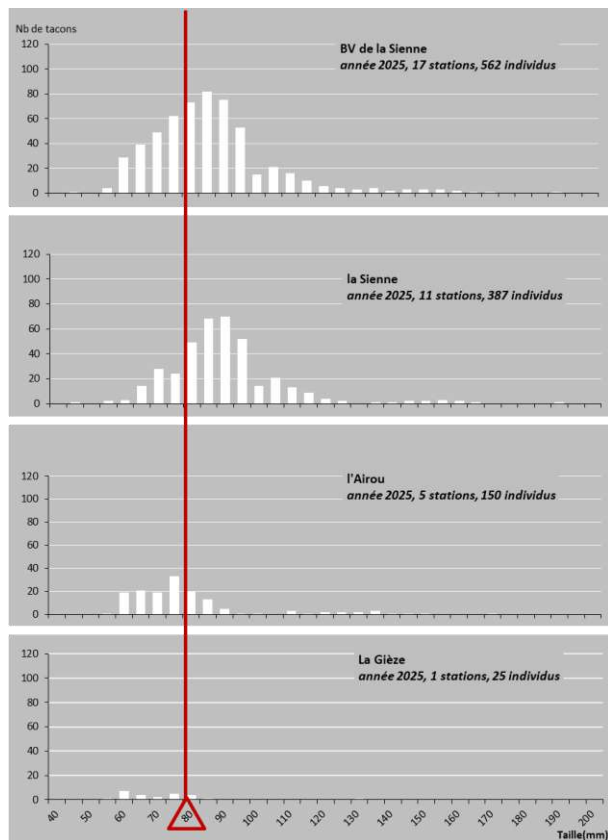 Nb de tacons
120
100
80
60
40
20
0
BV de la Sienne
année 2025, 17 stations, 562 individus
120
100
80
60
40
20
0
la Sienne
année 2025, 11 stations, 387 individus
120
100
80
60
40
20
0
l'Airou
année 2025, 5 stations, 150 individus
120
100
80
60
40
20
0
La Gièze
année 2025, 1 stations, 25 individus
40 50 60 70 80 90 100 110 120 130 140 150 160 170 180 190 200
Taille(mm)